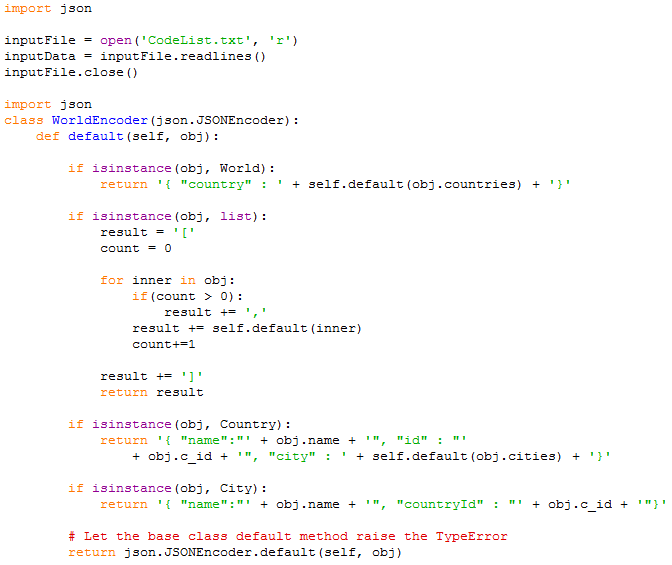 import json

inputFile = open('CodeList.txt', 'r')
inputData = inputFile.readlines()
inputFile.close()

import json
class WorldEncoder(json.JSONEncoder):
    def default(self, obj):

        if isinstance(obj, World):
            return '{ "country" : ' + self.default(obj.countries) + '}'

        if isinstance(obj, list):
            result = '['
            count = 0

            for inner in obj:
                if(count > 0):
                    result += ','
                result += self.default(inner)
                count+=1

            result += ']'
            return result

        if isinstance(obj, Country):
            return '{ "name":"' + obj.name + '", "id" : "'
                + obj.c_id + '", "city" : ' + self.default(obj.cities) + '}'

        if isinstance(obj, City):
            return '{ "name":"' + obj.name + '", "countryId" : "' + obj.c_id + '"}'

        # Let the base class default method raise the TypeError
        return json.JSONEncoder.default(self, obj)